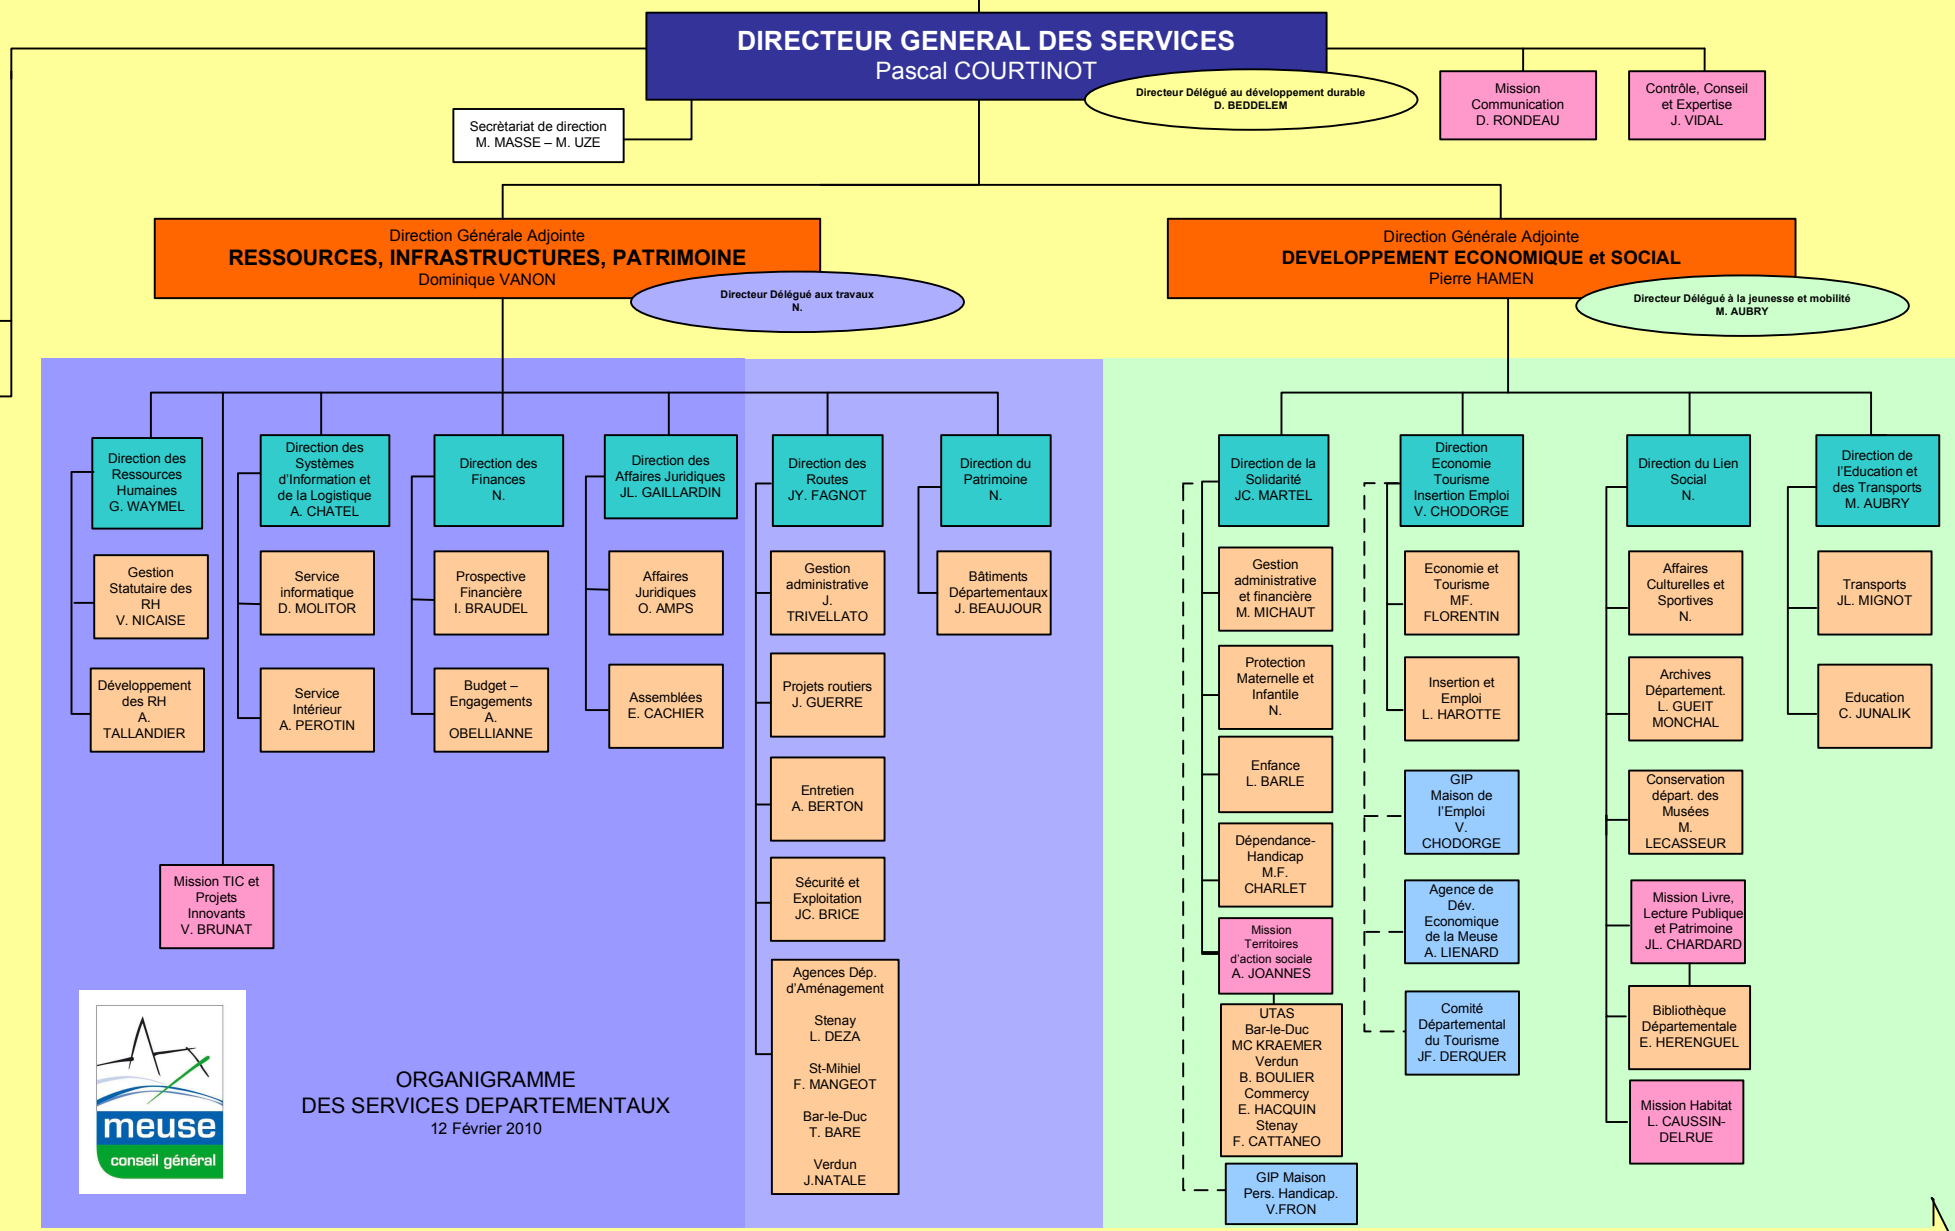 DIRECTEUR GENERAL DES SERVICES
Pascal COURTINOT
Directeur Délégué au développement durable
D. BEDDELEM
Mission
Communication
D. RONDEAU
Contrôle, Conseil
et Expertise
J. VIDAL
Secrètariat de direction
M. MASSE – M. UZE
Direction Générale Adjointe
RESSOURCES, INFRASTRUCTURES, PATRIMOINE
Dominique VANON
Directeur Délégué aux travaux
N.
Direction Générale Adjointe
DEVELOPPEMENT ECONOMIQUE et SOCIAL
Pierre HAMEN
Directeur Délégué à la jeunesse et mobilité
M. AUBRY
Direction des
Ressources
Humaines
G. WAYMEL
Gestion
Statutaire des
RH
V. NICAISE
Développement
des RH
A.
TALLANDIER
Mission TIC et
Projets
Innovants
V. BRUNAT
Direction des
Systèmes
d'Information et
de la Logistique
A. CHATEL
Service
informatique
D. MOLITOR
Service
Intérieur
A. PEROTIN
Direction des
Finances
N.
Prospective
Financière
I. BRAUDEL
Budget –
Engagements
A.
OBELLIANNE
Direction des
Affaires Juridiques
JL. GAILLARDIN
Affaires
Juridiques
O. AMPS
Assemblées
E. CACHIER
Direction des
Routes
JY. FAGNOT
Gestion
administrative
J.
TRIVELLATO
Projets routiers
J. GUERRE
Entretien
A. BERTON
Sécurité et
Exploitation
JC. BRICE
Agences Dép.
d'Aménagement
Stenay
L. DEZA
St-Mihiel
F. MANGEOT
Bar-le-Duc
T. BARE
Verdun
J.NATALE
Direction du
Patrimoine
N.
Bâtiments
Départementaux
J. BEAUJOUR
Direction de la
Solidarité
JC. MARTEL
Gestion
administrative
et financière
M. MICHAUT
Protection
Maternelle et
Infantile
N.
Enfance
L. BARLE
Dépendance-
Handicap
M.F.
CHARLET
Mission
Territoires
d'action sociale
A. JOANNES
UTAS
Bar-le-Duc
MC KRAEMER
Verdun
B. BOULIER
Commercy
E. HACQUIN
Stenay
F. CATTANEO
GIP Maison
Pers. Handicap.
V.FRON
Direction
Economie
Tourisme
Insertion Emploi
V. CHODORGE
Economie et
Tourisme
MF.
FLORENTIN
Insertion et
Emploi
L. HAROTTE
GIP
Maison de
l'Emploi
V.
CHODORGE
Agence de
Dév.
Economique
de la Meuse
A. LIENARD
Comité
Départemental
du Tourisme
JF. DERQUER
Direction du Lien
Social
N.
Affaires
Culturelles et
Sportives
N.
Archives
Département.
L. GUEIT
MONCHAL
Conservation
départ. des
Musées
M.
LECASSEUR
Mission Livre,
Lecture Publique
et Patrimoine
JL. CHARDARD
Bibliothèque
Départementale
E. HERENGUEL
Mission Habitat
L. CAUSSIN-
DELRUE
Direction de
l'Education et
des Transports
M. AUBRY
Transports
JL. MIGNOT
Education
C. JUNALIK
meuse
conseil général
ORGANIGRAMME
DES SERVICES DEPARTEMENTAUX
12 Février 2010